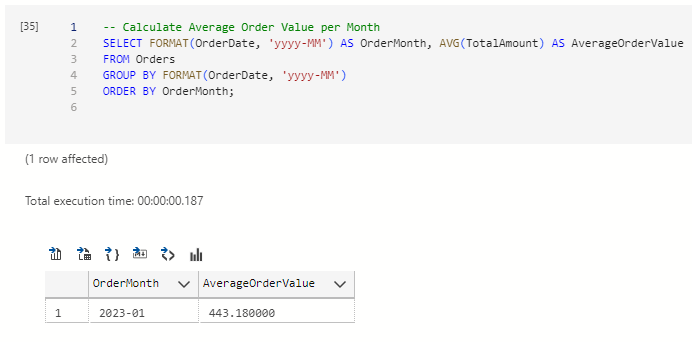 [35]
1 -- Calculate Average Order Value per Month
2 SELECT FORMAT(OrderDate, 'yyyy-MM') AS OrderMonth, AVG(TotalAmount) AS AverageOrderValue
3 FROM Orders
4 GROUP BY FORMAT(OrderDate, 'yyyy-MM')
5 ORDER BY OrderMonth;
6
(1 row affected)
Total execution time: 00:00:00.187
OrderMonth AverageOrderValue
1 2023-01 443.180000